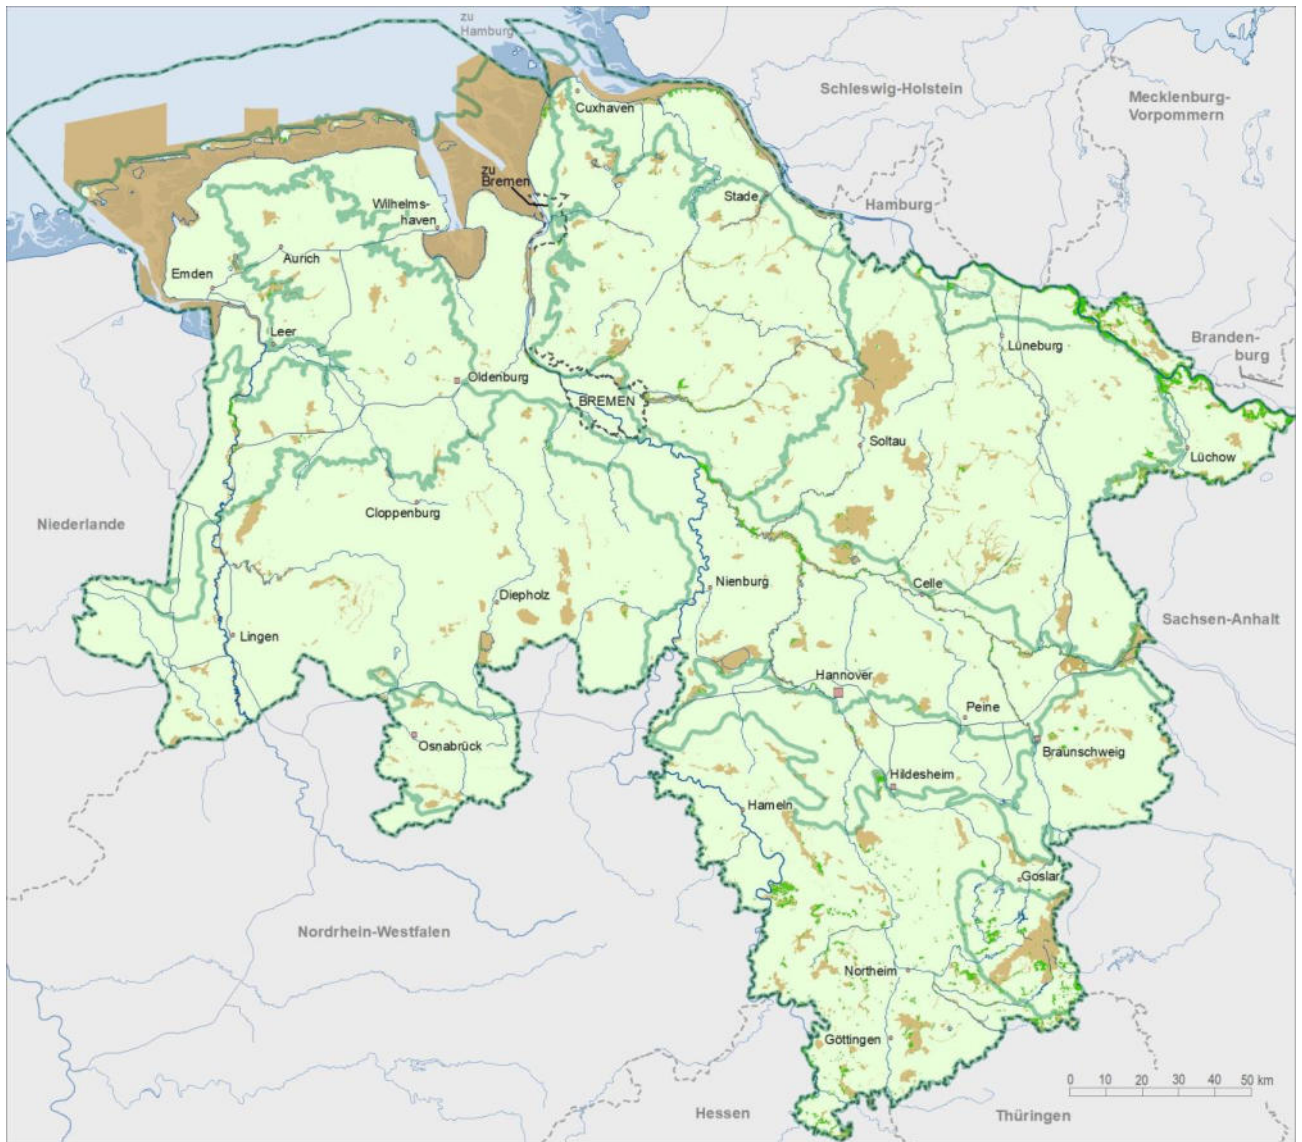 zu
Hamburg
Schleswig-Holstein
Mecklenburg-
Vorpommern
Cuxhaven
zu
Bremen
Stade
Hamburg
Wilhelms-
haven
Aurich
Emden
Leer
Lüneburg
Branden-
burg
Oldenburg
BREMEN
Soltau
Lüchow
Niederlande
Cloppenburg
Nienburg
Celle
Diepholz
Sachsen-Anhalt
Lingen
Hannover
Peine
Osnabrück
Braunschweig
Hildesheim
Hameln
Goslar
Nordrhein-Westfalen
Northeim
Göttingen
0 10 20 30 40 50 km
Hessen
Thüringen